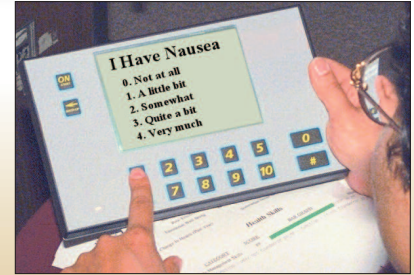 I Have Nausea
0. Not at all
1. A little bit
2. Somewhat
3. Quite a bit
4. Very much
ON
2 3 4 5 0
7 8 9 10 #
Health Skills